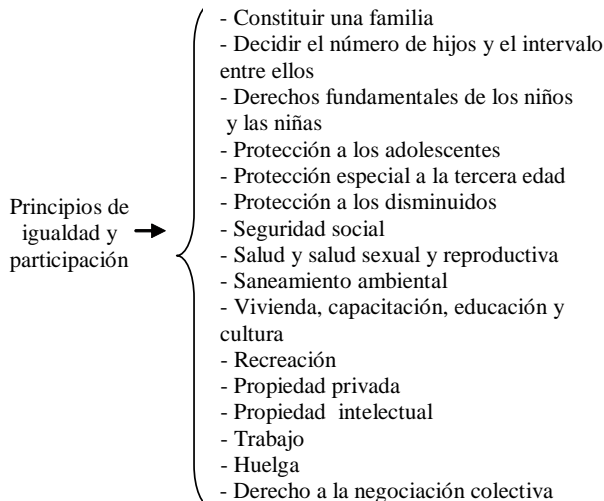 Principios de
igualdad y
participación
- Constituir una familia
- Decidir el número de hijos y el intervalo
entre ellos
- Derechos fundamentales de los niños
y las niñas
- Protección a los adolescentes
- Protección especial a la tercera edad
- Protección a los disminuidos
- Seguridad social
- Salud y salud sexual y reproductiva
- Saneamiento ambiental
- Vivienda, capacitación, educación y
cultura
- Recreación
- Propiedad privada
- Propiedad  intelectual
- Trabajo
- Huelga
- Derecho a la negociación colectiva